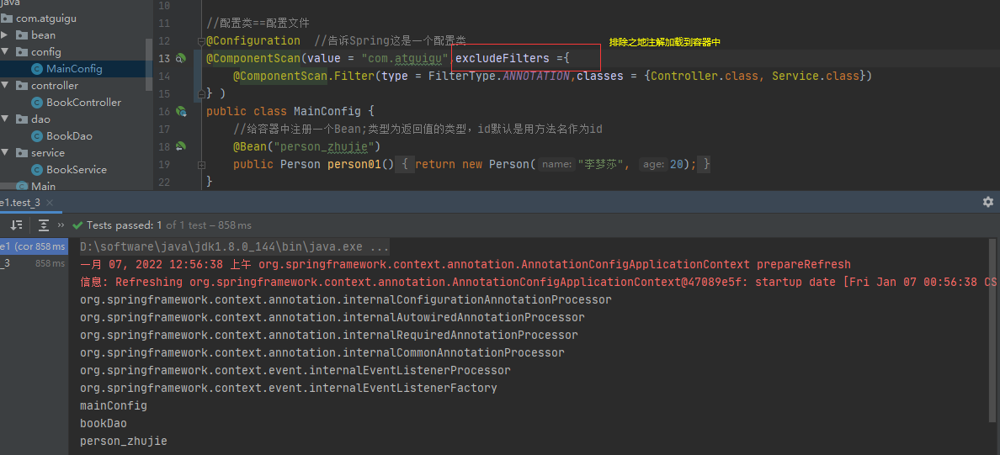 java
com.atguigu
bean
config
MainConfig
controller
BookController
dao
BookDao
service
BookService
Main
10
11 //配置类==配置文件
12 @Configuration //告诉Spring这是一个配置类
排除之地注解加载到容器中
13 @ComponentScan(value = "com.atguigu",excludeFilters ={
14 @ComponentScan.Filter(type = FilterType.ANNOTATION,classes = {Controller.class, Service.class})
15 } )
16 public class MainConfig {
17 //给容器中注册一个Bean;类型为返回值的类型，id默认是用方法名作为id
18 @Bean("person_zhujie")
19 public Person person01() { return new Person( name: "李梦莎", age: 20); }
22 }
e1.test_3
Tests passed: 1 of 1 test – 858 ms
e1 (cor 858 ms
_3 858 ms
D:\software\java\jdk1.8.0_144\bin\java.exe ...
一月 07, 2022 12:56:38 上午 org.springframework.context.annotation.AnnotationConfigApplicationContext prepareRefresh
信息: Refreshing org.springframework.context.annotation.AnnotationConfigApplicationContext@47089e5f: startup date [Fri Jan 07 00:56:38 CS
org.springframework.context.annotation.internalConfigurationAnnotationProcessor
org.springframework.context.annotation.internalAutowiredAnnotationProcessor
org.springframework.context.annotation.internalRequiredAnnotationProcessor
org.springframework.context.annotation.internalCommonAnnotationProcessor
org.springframework.context.event.internalEventListenerProcessor
org.springframework.context.event.internalEventListenerFactory
mainConfig
bookDao
person_zhujie